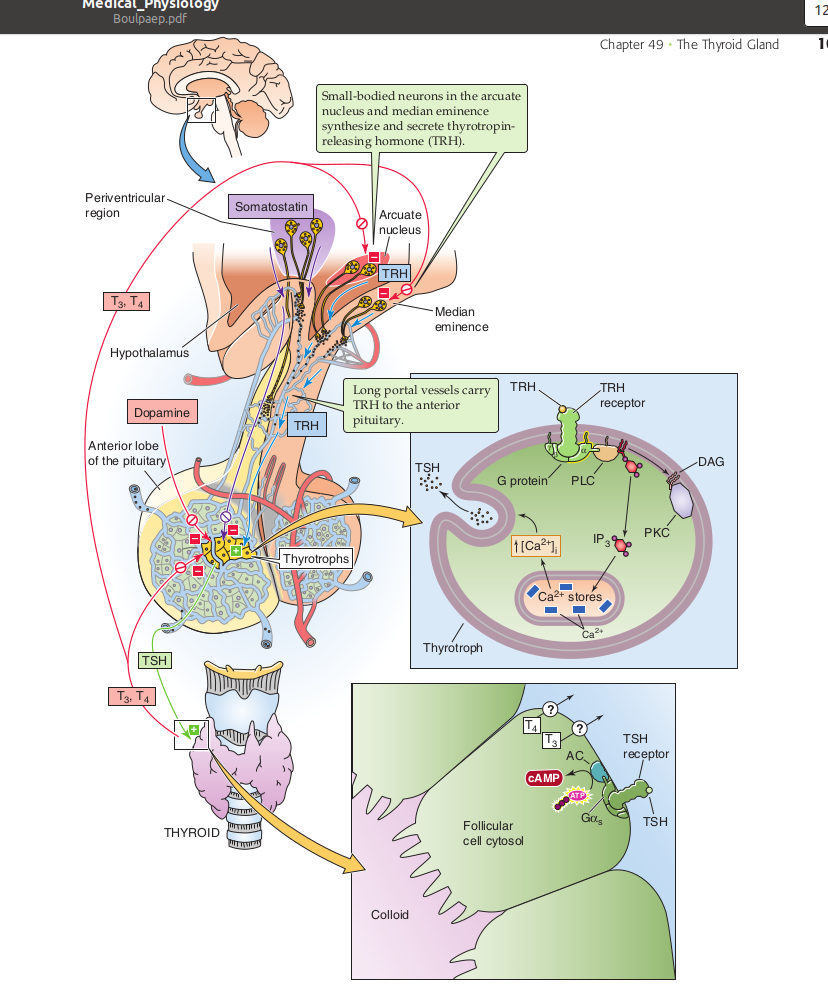 Medical_Physiology
Boulpaep.pdf
12
Chapter 49 • The Thyroid Gland
Small-bodied neurons in the arcuate
nucleus and median eminence
synthesize and secrete thyrotropin-
releasing hormone (TRH).
Periventricular
region
Somatostatin
Arcuate
nucleus
TRH
T3, T4
Median
eminence
Hypothalamus
Long portal vessels carry
TRH to the anterior
pituitary.
Dopamine
TRH
Anterior lobe
of the pituitary
Thyrotrophs
TRH
TRH
receptor
TSH
G protein
PLC
γ
β
α
DAG
PKC
IP3
↑[Ca2+]i
Ca2+ stores
Ca2+
Thyrotroph
TSH
T3, T4
THYROID
T4
?
T3
?
TSH
receptor
AC
cAMP
ATP
Gαs
TSH
Follicular
cell cytosol
Colloid